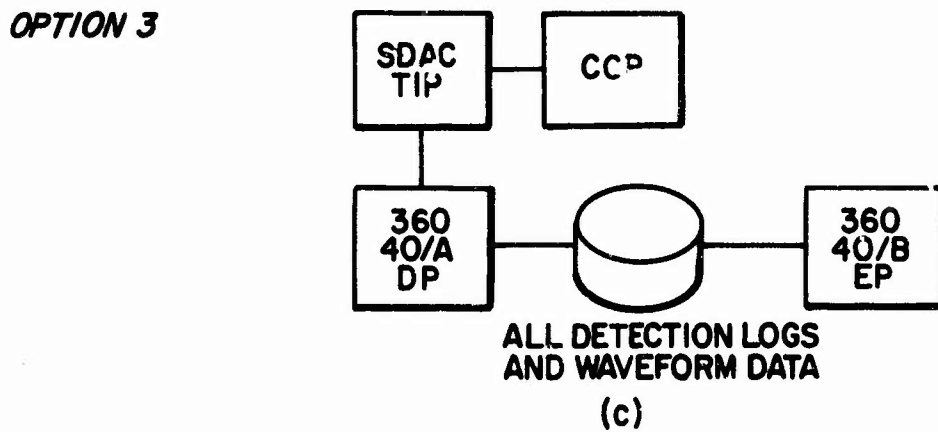 OPTION 3
SDAC
TIP
CCP
360
40/A
DP
360
40/B
EP
ALL DETECTION LOGS
AND WAVEFORM DATA
(c)